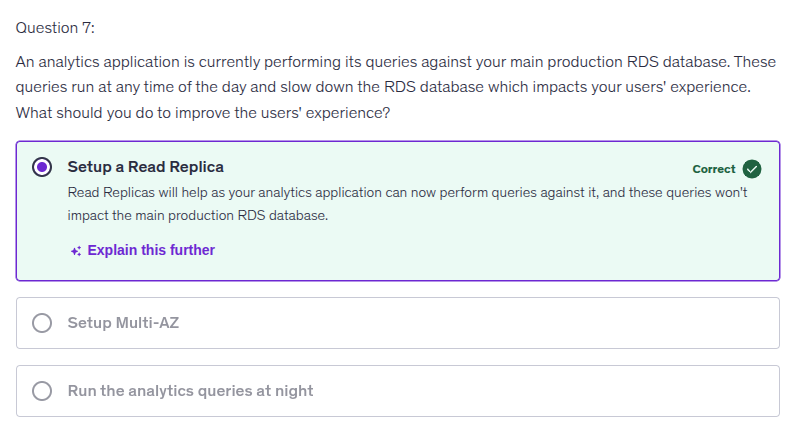 Question 7:
An analytics application is currently performing its queries against your main production RDS database. These
queries run at any time of the day and slow down the RDS database which impacts your users' experience.
What should you do to improve the users' experience?
Setup a Read Replica
Correct
Read Replicas will help as your analytics application can now perform queries against it, and these queries won't
impact the main production RDS database.
Explain this further
Setup Multi-AZ
Run the analytics queries at night